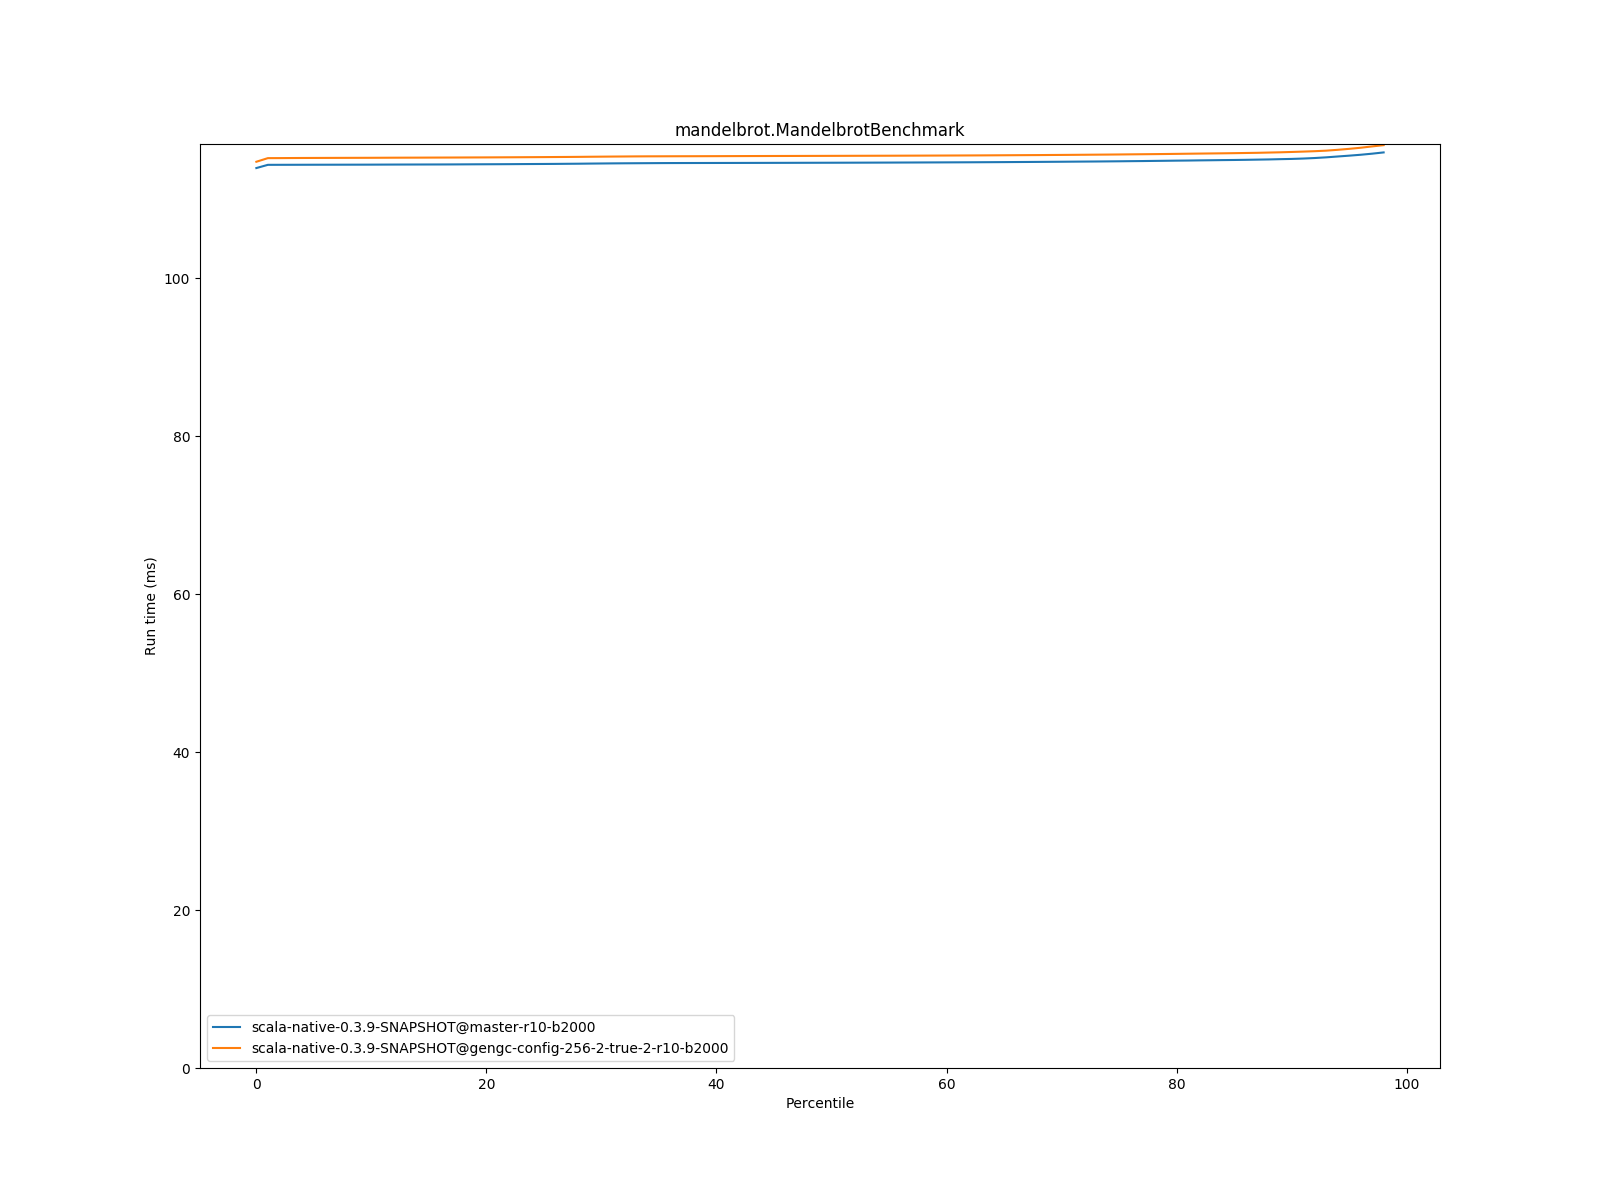 mandelbrot.MandelbrotBenchmark
100
80
60
40
20
0
Run time (ms)
scala-native-0.3.9-SNAPSHOT@master-r10-b2000
scala-native-0.3.9-SNAPSHOT@gengc-config-256-2-true-2-r10-b2000
0 20 40 60 80 100
Percentile